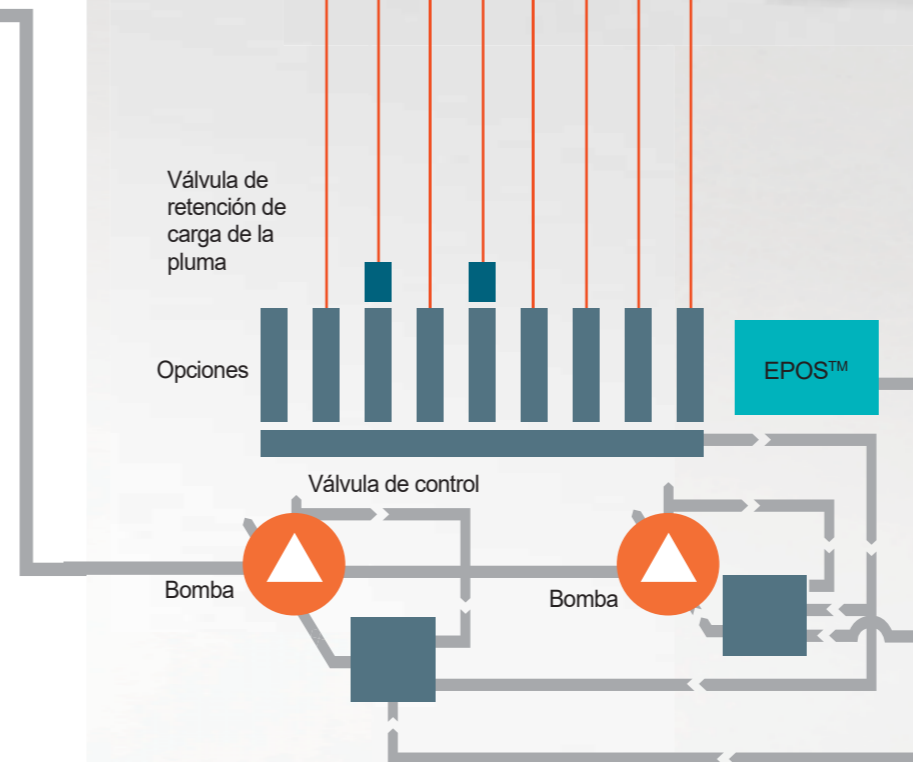 Válvula de
retención de
carga de la
pluma
Opciones
EPOS™
Válvula de control
Bomba
Bomba